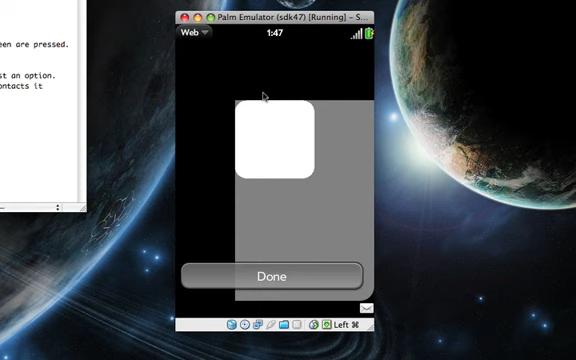 een are pressed.
st an option.
ontacts it
Palm Emulator (sdk47) [Running] – S...
Web
1:47
Done
Left ⌘